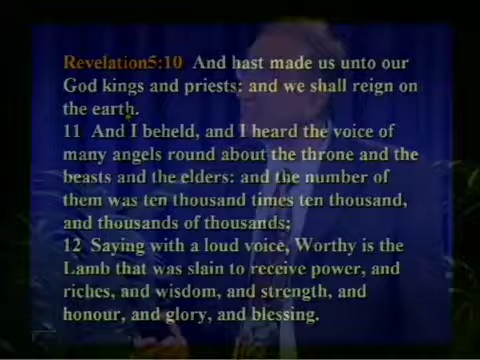 Revelation5:10 And hast made us unto our
God kings and priests: and we shall reign on
the earth.
11 And I beheld, and I heard the voice of
many angels round about the throne and the
beasts and the elders: and the number of
them was ten thousand times ten thousand,
and thousands of thousands;
12 Saying with a loud voice, Worthy is the
Lamb that was slain to receive power, and
riches, and wisdom, and strength, and
honour, and glory, and blessing.